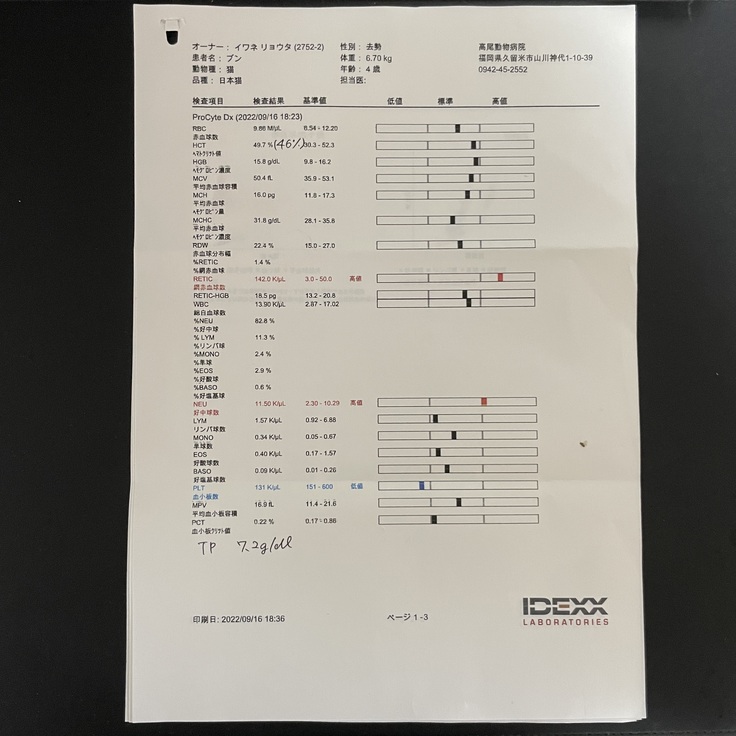 オーナー： イワネ リョウタ (2752-2) 性別： 去勢 高尾動物病院
患者名： ブン 体重： 6.70 kg 福岡県久留米市山川神代1-10-39
動物種： 猫 年齢： 4 歳 0942-45-2552
品種： 日本猫 担当医:
検査項目 検査結果 基準値 低値 標準 高値
ProCyte Dx (2022/09/16 18:23)
RBC 9.86 M/μL 6.54 - 12.20
赤血球数
HCT 49.7 % (46%) 30.3 - 52.3
ﾍﾏﾄｸﾘｯﾄ値
HGB 15.8 g/dL 9.8 - 16.2
ﾍﾓｸﾞﾛﾋﾞﾝ濃度
MCV 50.4 fL 35.9 - 53.1
平均赤血球容積
MCH 16.0 pg 11.8 - 17.3
平均赤血球
ﾍﾓｸﾞﾛﾋﾞﾝ量
MCHC 31.8 g/dL 28.1 - 35.8
平均赤血球
ﾍﾓｸﾞﾛﾋﾞﾝ濃度
RDW 22.4 % 15.0 - 27.0
赤血球分布幅
%RETIC 1.4 %
%網赤血球
RETIC 142.0 K/μL 3.0 - 50.0 高値
網赤血球数
RETIC-HGB 18.5 pg 13.2 - 20.8
WBC 13.90 K/μL 2.87 - 17.02
総白血球数
%NEU 82.8 %
%好中球
% LYM 11.3 %
%リンパ球
%MONO 2.4 %
%単球
%EOS 2.9 %
%好酸球
%BASO 0.6 %
%好塩基球
NEU 11.50 K/μL 2.30 - 10.29 高値
好中球数
LYM 1.57 K/μL 0.92 - 6.88
リンパ球数
MONO 0.34 K/μL 0.05 - 0.67
単球数
EOS 0.40 K/μL 0.17 - 1.57
好酸球数
BASO 0.09 K/μL 0.01 - 0.26
好塩基球数
PLT 131 K/μL 151 - 600 低値
血小板数
MPV 16.9 fL 11.4 - 21.6
平均血小板容積
PCT 0.22 % 0.17 - 0.86
血小板ｸﾘｯﾄ値
TP 7.2g/dl
IDEXX
LABORATORIES
印刷日: 2022/09/16 18:36 ページ 1 -3